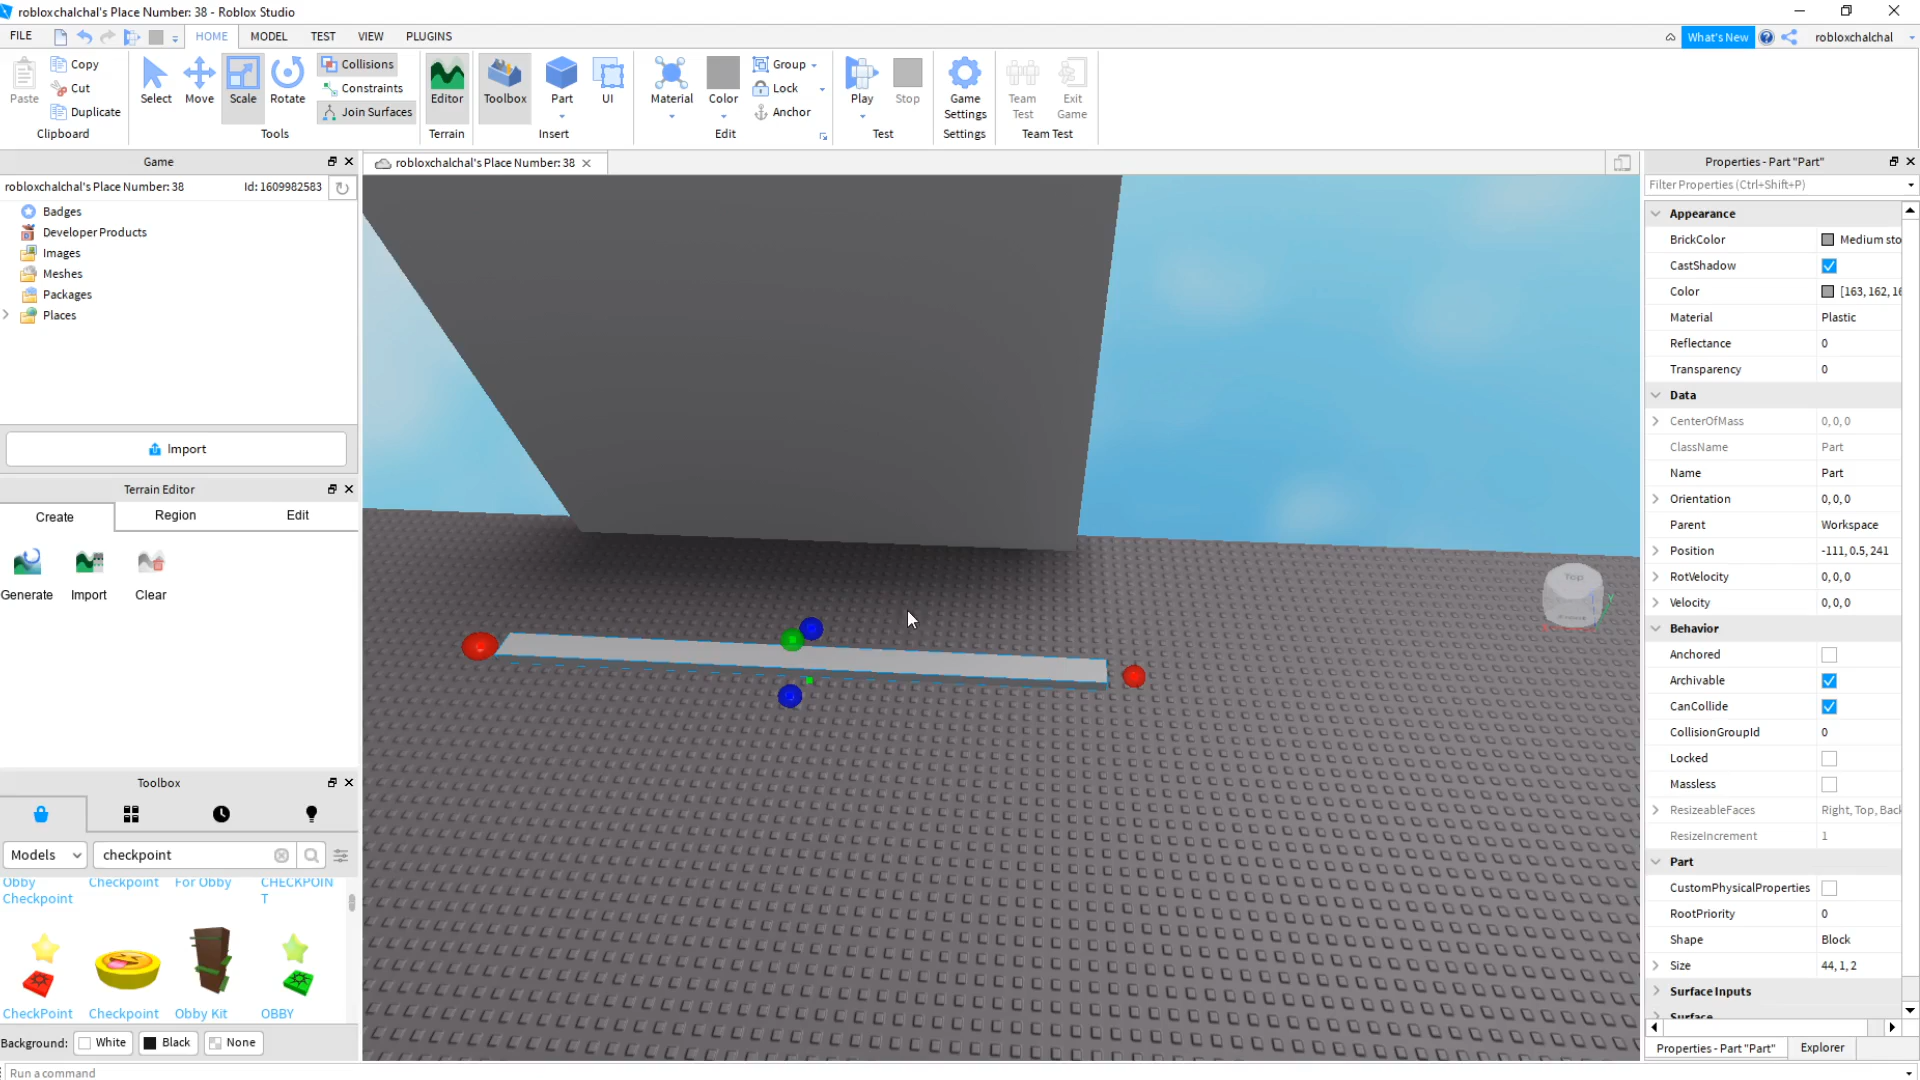 robloxchalchal's Place Number: 38 - Roblox Studio
FILE HOME MODEL TEST VIEW PLUGINS What's New robloxchalchal
Paste Copy Cut Duplicate Clipboard
Select Move Scale Rotate Collisions Constraints Join Surfaces Tools
Editor Terrain
Toolbox Part UI Insert
Material Color Group Lock Anchor Edit
Play Stop Test
Game Settings Settings
Team Test Exit Game Team Test
Game
robloxchalchal's Place Number: 38 Id: 1609982583
Badges
Developer Products
Images
Meshes
Packages
Places
Import
Terrain Editor
Create Region Edit
Generate Import Clear
Toolbox
Models checkpoint
Obby Checkpoint For Obby CHECKPOIN
Checkpoint T
CheckPoint Checkpoint Obby Kit OBBY
Background: White Black None
Run a command
robloxchalchal's Place Number: 38
Top
Properties - Part "Part"
Filter Properties (Ctrl+Shift+P)
Appearance
BrickColor Medium sto
CastShadow
Color [163, 162, 16
Material Plastic
Reflectance 0
Transparency 0
Data
CenterOfMass 0, 0, 0
ClassName Part
Name Part
Orientation 0, 0, 0
Parent Workspace
Position -111, 0.5, 241
RotVelocity 0, 0, 0
Velocity 0, 0, 0
Behavior
Anchored
Archivable
CanCollide
CollisionGroupId 0
Locked
Massless
ResizeableFaces Right, Top, Back
ResizeIncrement 1
Part
CustomPhysicalProperties
RootPriority 0
Shape Block
Size 44, 1, 2
Surface Inputs
Surface
Properties - Part "Part" Explorer